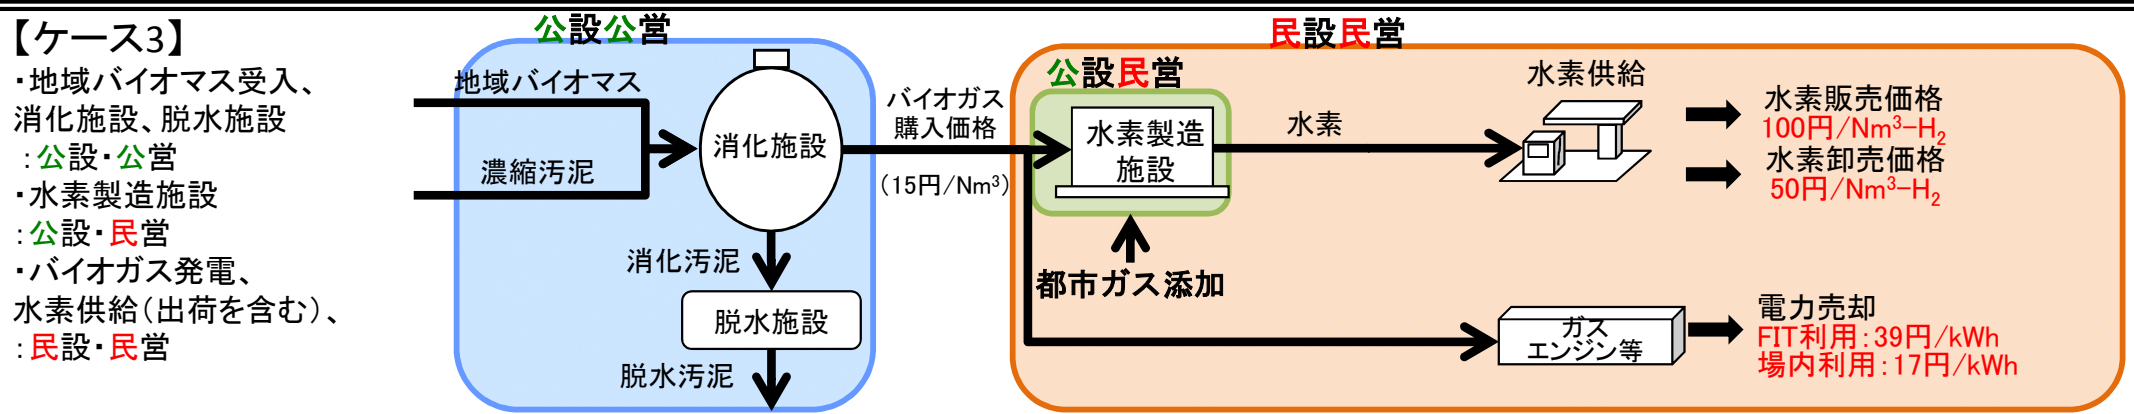 【ケース3】
・地域バイオマス受入、
消化施設、脱水施設
：公設・公営
・水素製造施設
：公設・民営
・バイオガス発電、
水素供給（出荷を含む）、
：民設・民営
公設公営
地域バイオマス
濃縮汚泥
消化施設
消化汚泥
脱水施設
脱水汚泥
バイオガス
購入価格
（15円/Nm³）
民設民営
公設民営
水素製造
施設
都市ガス添加
水素
水素供給
水素販売価格
100円/Nm³-H₂
水素卸売価格
50円/Nm³-H₂
ガス
エンジン等
電力売却
FIT利用：39円/kWh
場内利用：17円/kWh